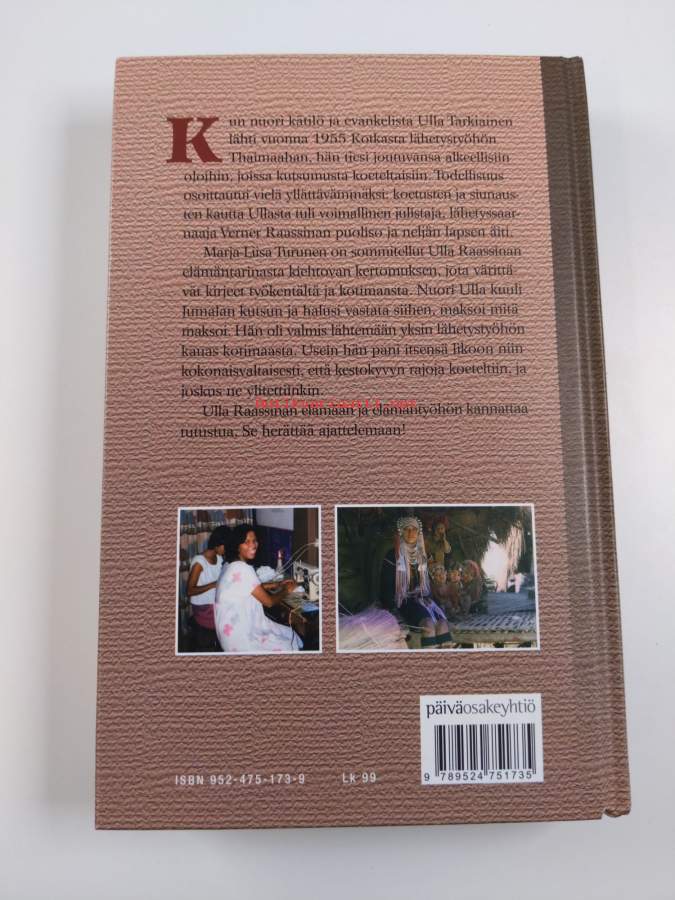 Kun nuori kätilö ja evankelista Ulla Tarkiainen
lähti vuonna 1955 Kotkasta lähetystyöhön
Thaimaahan, hän tiesi joutuvansa alkeellisiin
oloihin, joissa kutsumusta koeteltaisiin. Todellisuus
osoittautui vielä yllättävämmäksi: koetusten ja siunaus-
ten kautta Ullasta tuli voimallinen julistaja, lähetyssaar-
naaja Verner Raassinan puoliso ja neljän lapsen äiti.
Marja-Liisa Turunen on sommitellut Ulla Raassinan
elämäntarinasta kiehtovan kertomuksen, jota värittä-
vät kirjeet työkentältä ja kotimaasta. Nuori Ulla kuuli
Jumalan kutsun ja halusi vastata siihen, maksoi mitä
maksoi. Hän oli valmis lähtemään yksin lähetystyöhön
kauas kotimaasta. Usein hän pani itsensä likoon niin
kokonaisvaltaisesti, että kestokyvyn rajoja koeteltiin, ja
joskus ne ylitettiinkin.
Ulla Raassinan elämään ja elämäntyöhön kannattaa
tutustua. Se herättää ajattelemaan!
päiväosakeyhtiö
ISBN 952-475-173-9 Lk 99
9 789524 751735